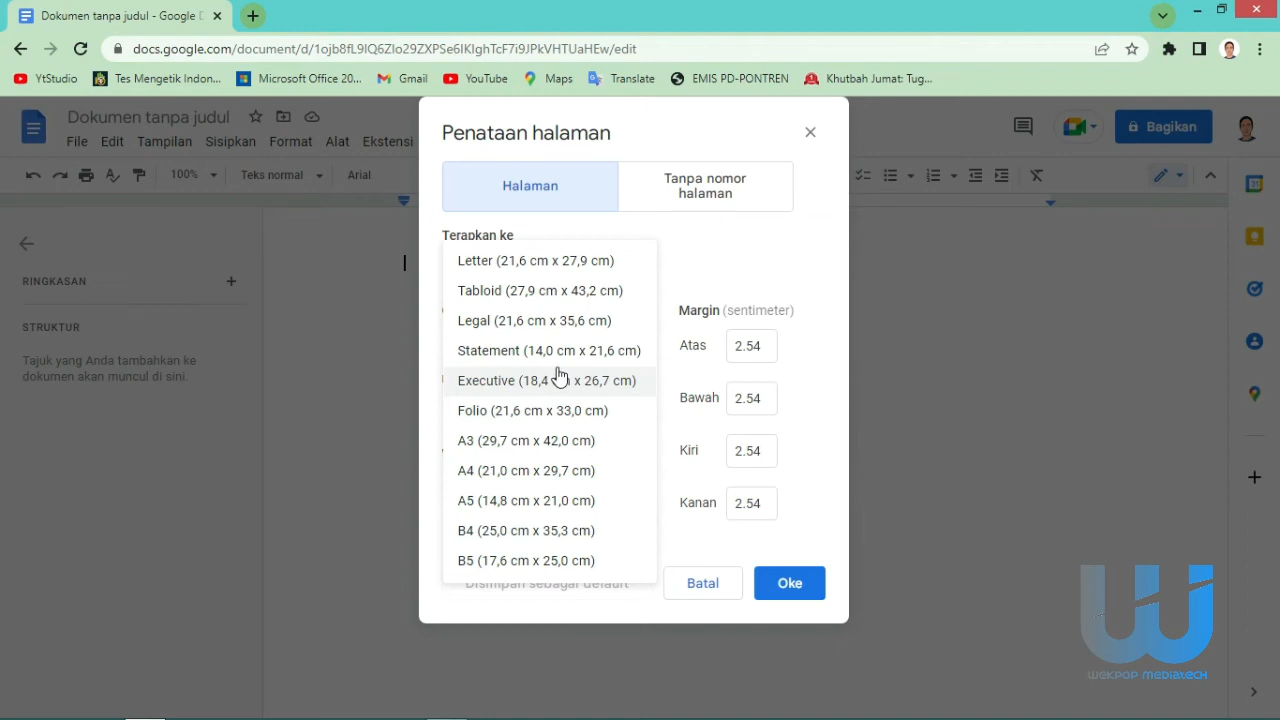 Dokumen tanpa judul - Google D
docs.google.com/document/d/1ojb8fL9IQ6ZIo29ZXPSe6IKIghTcF7i9JPkVHTUaHEw/edit
YtStudio Tes Mengetik Indon... Microsoft Office 20... Gmail YouTube Maps Translate EMIS PD-PONTREN Khutbah Jumat: Tug...
Dokumen tanpa judul
File Edit Tampilan Sisipkan Format Alat Ekstensi
Bagikan
100% Teks normal Arial
RINGKASAN
STRUKTUR
Tajuk yang Anda tambahkan ke
dokumen akan muncul di sini.
Penataan halaman
Halaman
Tanpa nomor
halaman
Terapkan ke
Letter (21,6 cm x 27,9 cm)
Tabloid (27,9 cm x 43,2 cm)
Legal (21,6 cm x 35,6 cm)
Statement (14,0 cm x 21,6 cm)
Executive (18,4 x 26,7 cm)
Folio (21,6 cm x 33,0 cm)
A3 (29,7 cm x 42,0 cm)
A4 (21,0 cm x 29,7 cm)
A5 (14,8 cm x 21,0 cm)
B4 (25,0 cm x 35,3 cm)
B5 (17,6 cm x 25,0 cm)
Margin (sentimeter)
Atas 2.54
Bawah 2.54
Kiri 2.54
Kanan 2.54
Disimpan sebagai default
Batal
Oke
WEKPOP MEDIATECH